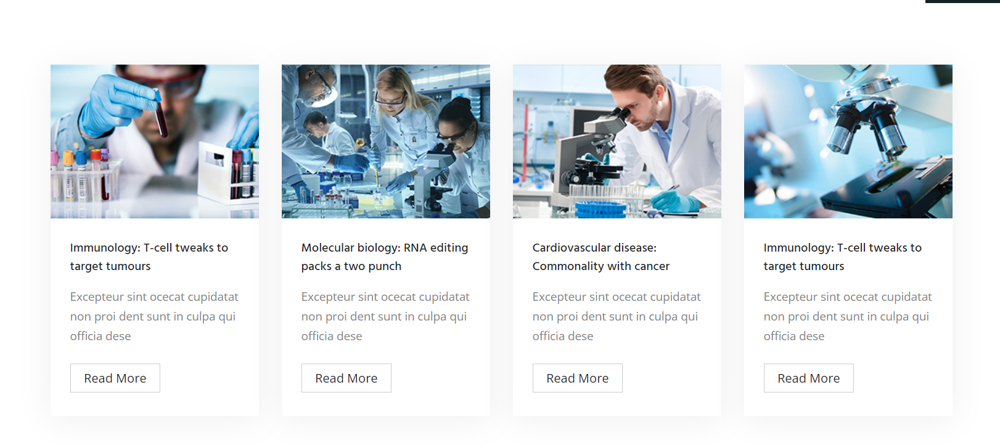 Immunology: T-cell tweaks to
target tumours
Excepteur sint ocecat cupidatat
non proi dent sunt in culpa qui
officia dese
Read More
Molecular biology: RNA editing
packs a two punch
Excepteur sint ocecat cupidatat
non proi dent sunt in culpa qui
officia dese
Read More
Cardiovascular disease:
Commonality with cancer
Excepteur sint ocecat cupidatat
non proi dent sunt in culpa qui
officia dese
Read More
Immunology: T-cell tweaks to
target tumours
Excepteur sint ocecat cupidatat
non proi dent sunt in culpa qui
officia dese
Read More